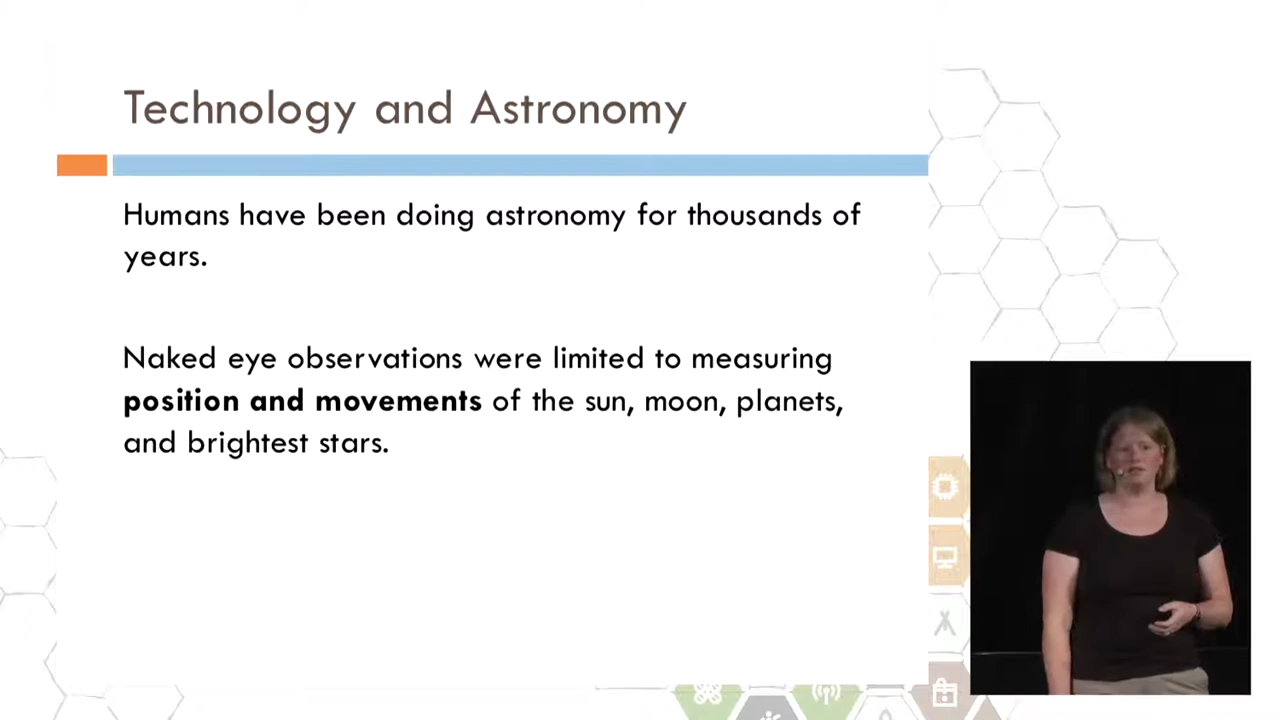 Technology and Astronomy
Humans have been doing astronomy for thousands of
years.
Naked eye observations were limited to measuring
position and movements of the sun, moon, planets,
and brightest stars.